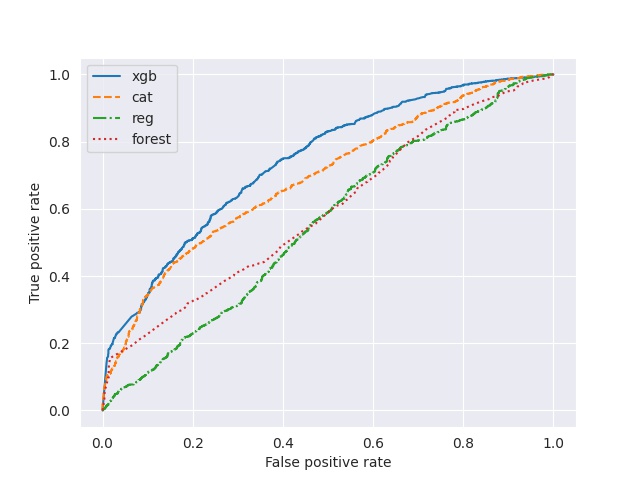 xgb
cat
reg
forest
1.0
0.8
0.6
0.4
0.2
0.0
True positive rate
0.0 0.2 0.4 0.6 0.8 1.0
False positive rate